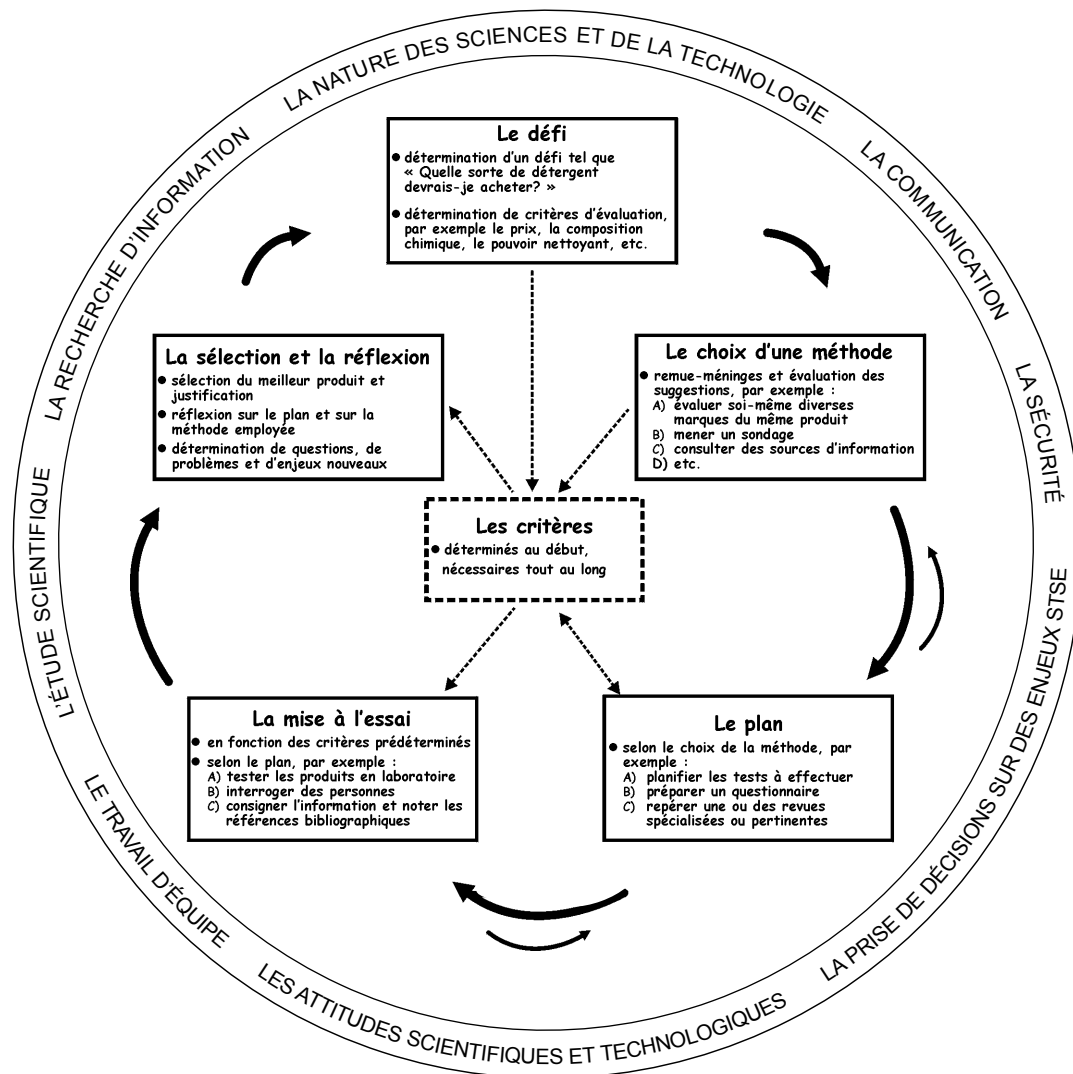 LA NATURE DES SCIENCES ET DE LA TECHNOLOGIE
LA COMMUNICATION
LA SÉCURITÉ
LA PRISE DE DÉCISIONS SUR DES ENJEUX STSE
LES ATTITUDES SCIENTIFIQUES ET TECHNOLOGIQUES
LE TRAVAIL D'ÉQUIPE
L'ÉTUDE SCIENTIFIQUE
LA RECHERCHE D'INFORMATION
Le défi
• détermination d'un défi tel que
« Quelle sorte de détergent
devrais-je acheter? »
• détermination de critères d'évaluation,
par exemple le prix, la composition
chimique, le pouvoir nettoyant, etc.
Le choix d'une méthode
• remue-méninges et évaluation des
suggestions, par exemple :
A) évaluer soi-même diverses
marques du même produit
B) mener un sondage
C) consulter des sources d'information
D) etc.
Le plan
• selon le choix de la méthode, par
exemple :
A) planifier les tests à effectuer
B) préparer un questionnaire
C) repérer une ou des revues
spécialisées ou pertinentes
La mise à l'essai
• en fonction des critères prédéterminés
• selon le plan, par exemple :
A) tester les produits en laboratoire
B) interroger des personnes
C) consigner l'information et noter les
références bibliographiques
La sélection et la réflexion
• sélection du meilleur produit et
justification
• réflexion sur le plan et sur la
méthode employée
• détermination de questions, de
problèmes et d'enjeux nouveaux
Les critères
• déterminés au début,
nécessaires tout au long